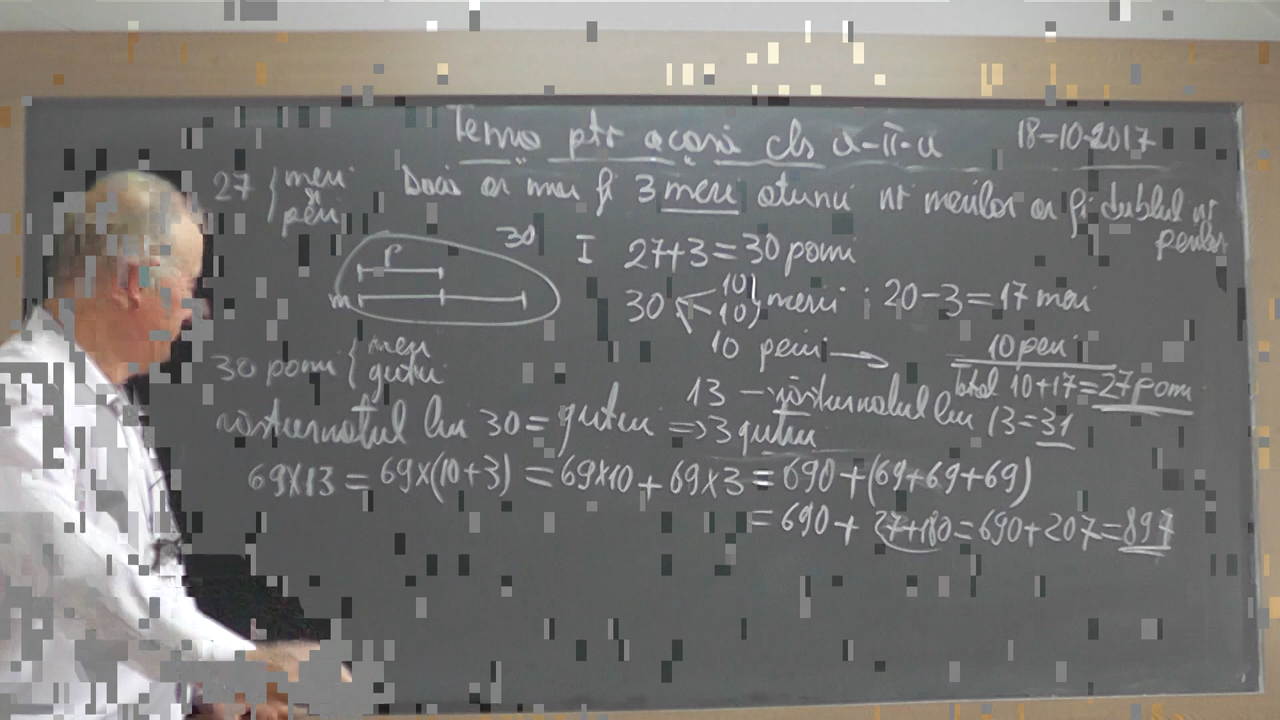 Tema ptr acasă cls a-II-a 18-10-2017
27 { meri și peri
Dacă ar mai fi 3 meri atunci nr merilor ar fi dublul nr perilor
30
p
m
I 27+3=30 pomi
30 10 10 } merii ; 20-3=17 meri
10 perii → 10 peri
Total 10+17=27 pomi
30 pomi { meri gutui
13 – răsturnatul lui 13=31
răsturnatul lui 30= gutui => 3 gutui
69x13 = 69x(10+3) = 69x10 + 69x3 = 690+(69+69+69)
= 690+ 27+180=690+207=897